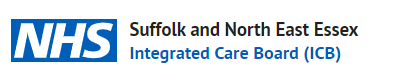 NHS
Suffolk and North East Essex
Integrated Care Board (ICB)